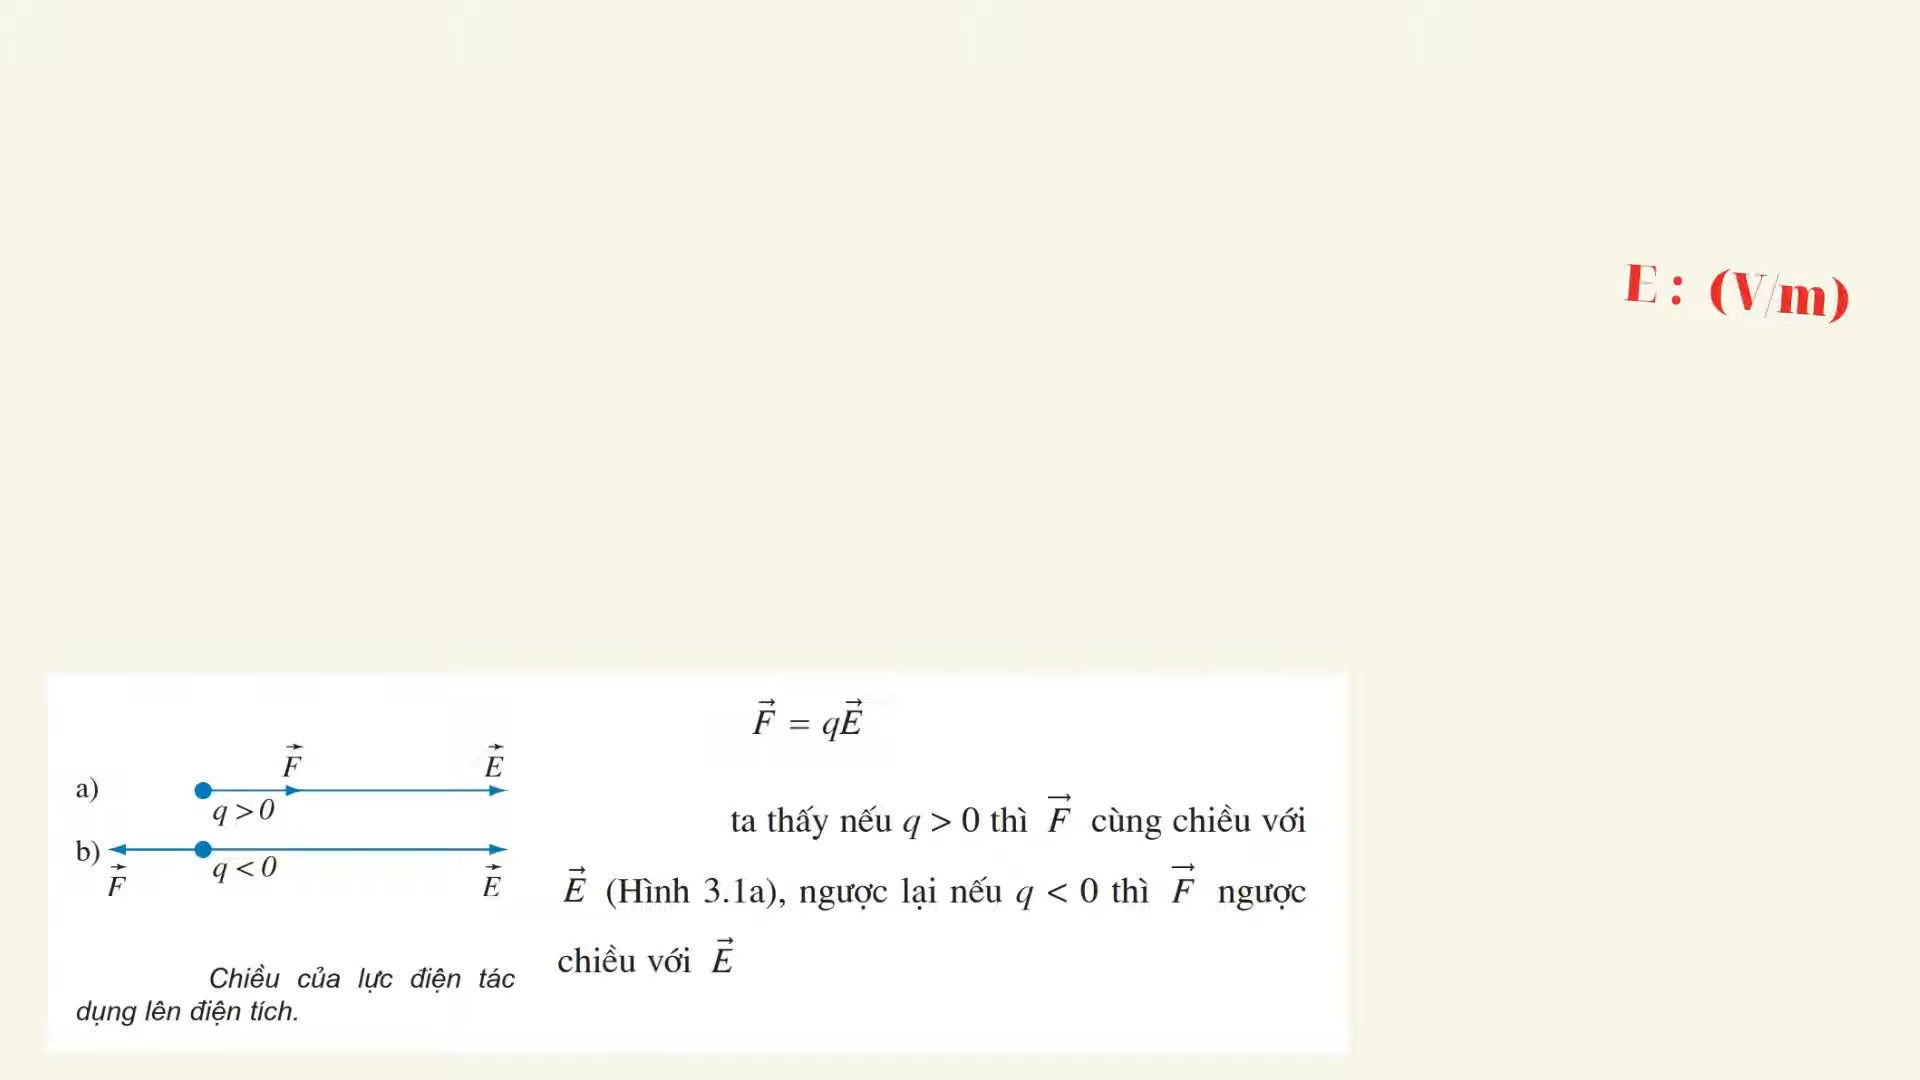 E : (V/m)
F⃗ = qE⃗
F⃗ E⃗
a)
q > 0
b)
q < 0
F⃗ E⃗
Chiều của lực điện tác
dụng lên điện tích.
ta thấy nếu q > 0 thì F⃗ cùng chiều với
E⃗ (Hình 3.1a), ngược lại nếu q < 0 thì F⃗ ngược
chiều với E⃗